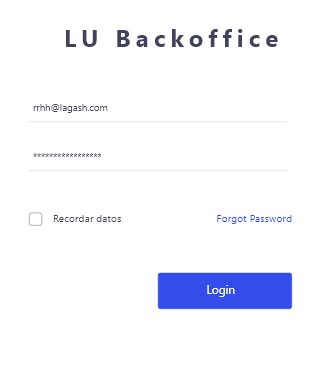 LU Backoffice
rrhh@lagash.com
*****************
Recordar datos Forgot Password
Login